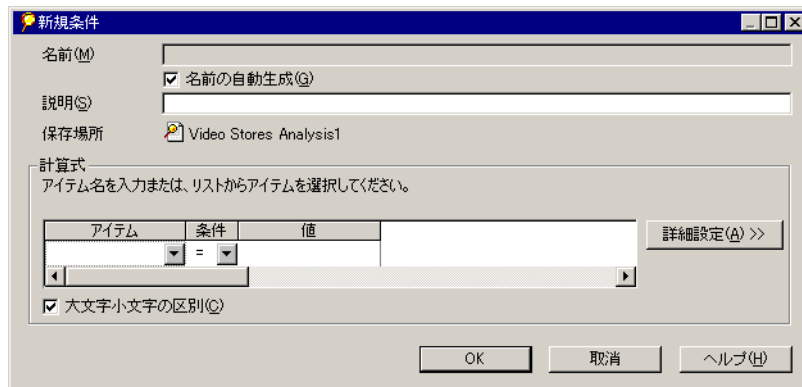 新規条件
名前(M)
名前の自動生成(G)
説明(S)
保存場所 Video Stores Analysis1
計算式
アイテム名を入力または、リストからアイテムを選択してください。
アイテム 条件 値
=
詳細設定(A) >>
大文字小文字の区別(C)
OK 取消 ヘルプ(H)